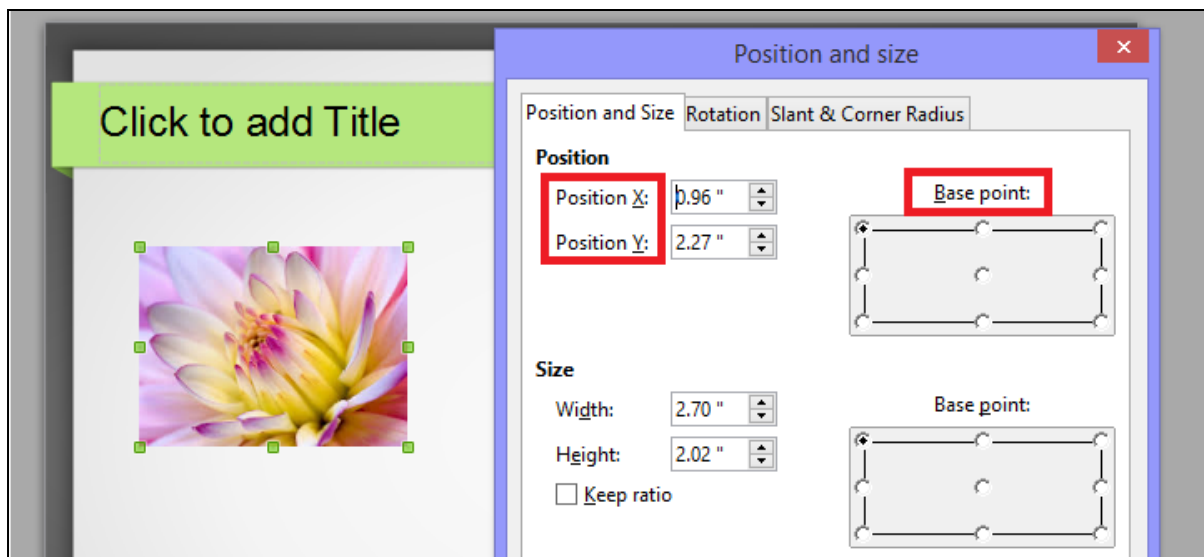 Position and size
Click to add Title
Position and Size Rotation Slant & Corner Radius
Position
Position X: 0.96 " Base point:
Position Y: 2.27 "
Size
Width: 2.70 " Base point:
Height: 2.02 "
Keep ratio